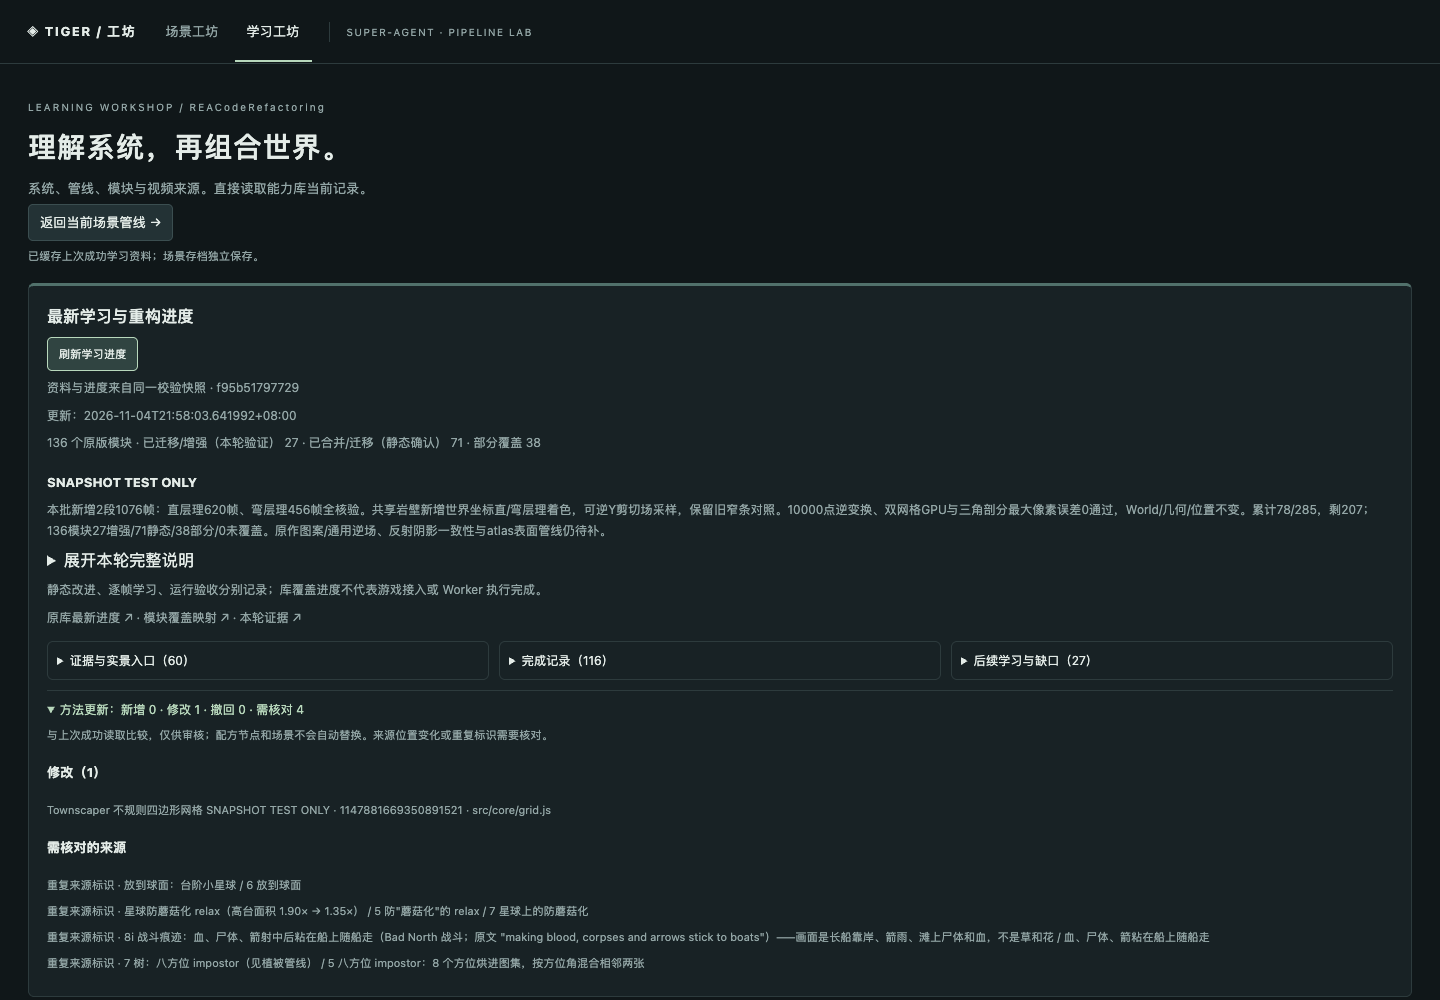 ◈ TIGER / 工坊 场景工坊 学习工坊 SUPER-AGENT · PIPELINE LAB
LEARNING WORKSHOP / REACodeRefactoring
理解系统，再组合世界。
系统、管线、模块与视频来源。直接读取能力库当前记录。
返回当前场景管线 →
已缓存上次成功学习资料；场景存档独立保存。
最新学习与重构进度
刷新学习进度
资料与进度来自同一校验快照 · f95b51797729
更新：2026-11-04T21:58:03.641992+08:00
136 个原版模块 · 已迁移/增强（本轮验证） 27 · 已合并/迁移（静态确认） 71 · 部分覆盖 38
SNAPSHOT TEST ONLY
本批新增2段1076帧：直层理620帧、弯层理456帧全核验。共享岩壁新增世界坐标直/弯层理着色，可逆Y剪切场采样，保留旧窄条对照。10000点逆变换、双网格GPU与三角剖分最大像素误差0通过，World/几何/位置不变。累计78/285，剩207；
136模块27增强/71静态/38部分/0未覆盖。原作图案/通用逆场、反射阴影一致性与atlas表面管线仍待补。
▶ 展开本轮完整说明
静态改进、逐帧学习、运行验收分别记录；库覆盖进度不代表游戏接入或 Worker 执行完成。
原库最新进度 ↗ · 模块覆盖映射 ↗ · 本轮证据 ↗
▶ 证据与实景入口（60） ▶ 完成记录（116） ▶ 后续学习与缺口（27）
▼ 方法更新：新增 0 · 修改 1 · 撤回 0 · 需核对 4
与上次成功读取比较，仅供审核；配方节点和场景不会自动替换。来源位置变化或重复标识需要核对。
修改（1）
Townscaper 不规则四边形网格 SNAPSHOT TEST ONLY · 1147881669350891521 · src/core/grid.js
需核对的来源
重复来源标识 · 放到球面：台阶小星球 / 6 放到球面
重复来源标识 · 星球防蘑菇化 relax（高台面积 1.90× → 1.35×） / 5 防"蘑菇化"的 relax / 7 星球上的防蘑菇化
重复来源标识 · 8i 战斗痕迹：血、尸体、箭射中后粘在船上随船走（Bad North 战斗；原文 "making blood, corpses and arrows stick to boats"）——画面是长船靠岸、箭雨、滩上尸体和血，不是草和花 / 血、尸体、箭粘在船上随船走
重复来源标识 · 7 树：八方位 impostor（见植被管线） / 5 八方位 impostor：8 个方位烘进图集，按方位角混合相邻两张